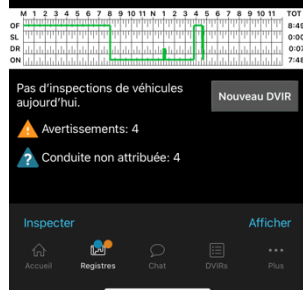 M 1 2 3 4 5 6 7 8 9 10 11 N 1 2 3 4 5 6 7 8 9 10 11 TOT
OF 8:49
SL 0:00
DR 0:07
ON 7:48
Pas d'inspections de véhicules
aujourd'hui.
Nouveau DVIR
Avertissements: 4
? Conduite non attribuée: 4
Inspecter Afficher
Accueil Registres Chat DVIRs Plus